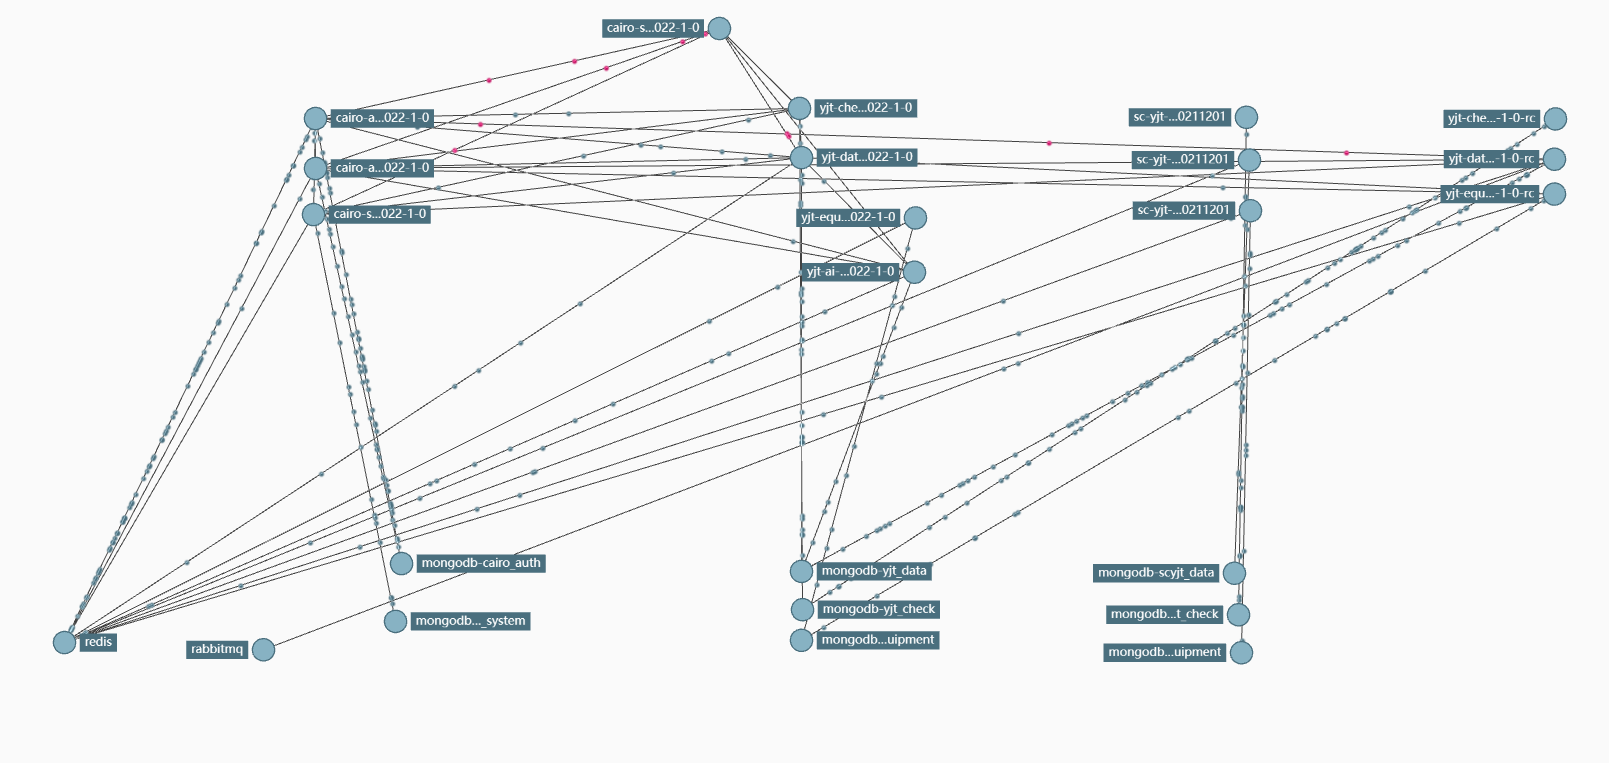 cairo-s...022-1-0
cairo-a...022-1-0
yjt-che...022-1-0
sc-yjt-...0211201
yjt-che...-1-0-rc
cairo-a...022-1-0
yjt-dat...022-1-0
sc-yjt-...0211201
yjt-dat...-1-0-rc
cairo-s...022-1-0
yjt-equ...022-1-0
sc-yjt-...0211201
yjt-equ...-1-0-rc
yjt-ai-...022-1-0
mongodb-cairo_auth
mongodb-yjt_data
mongodb-scyjt_data
mongodb..._system
mongodb-yjt_check
mongodb...t_check
redis
rabbitmq
mongodb...uipment
mongodb...uipment